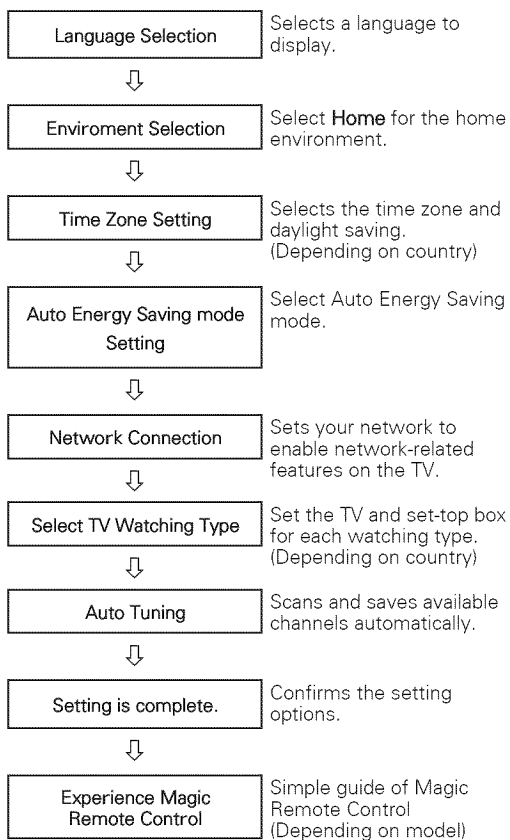 Language Selection
Selects a language to
display.
Enviroment Selection
Select Home for the home
environment.
Time Zone Setting
Selects the time zone and
daylight saving.
(Depending on country)
Auto Energy Saving mode
Setting
Select Auto Energy Saving
mode.
Network Connection
Sets your network to
enable network-related
features on the TV.
Select TV Watching Type
Set the TV and set-top box
for each watching type.
(Depending on country)
Auto Tuning
Scans and saves available
channels automatically.
Setting is complete.
Confirms the setting
options.
Experience Magic
Remote Control
Simple guide of Magic
Remote Control
(Depending on model)